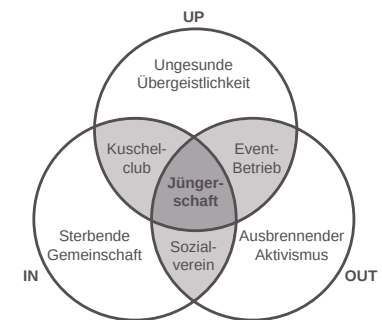 UP
Ungesunde
Übergeistlichkeit
Kuschel-
club
Event-
Betrieb
Jünger-
schaft
Sterbende
Gemeinschaft
Sozial-
verein
Ausbrennender
Aktivismus
IN
OUT